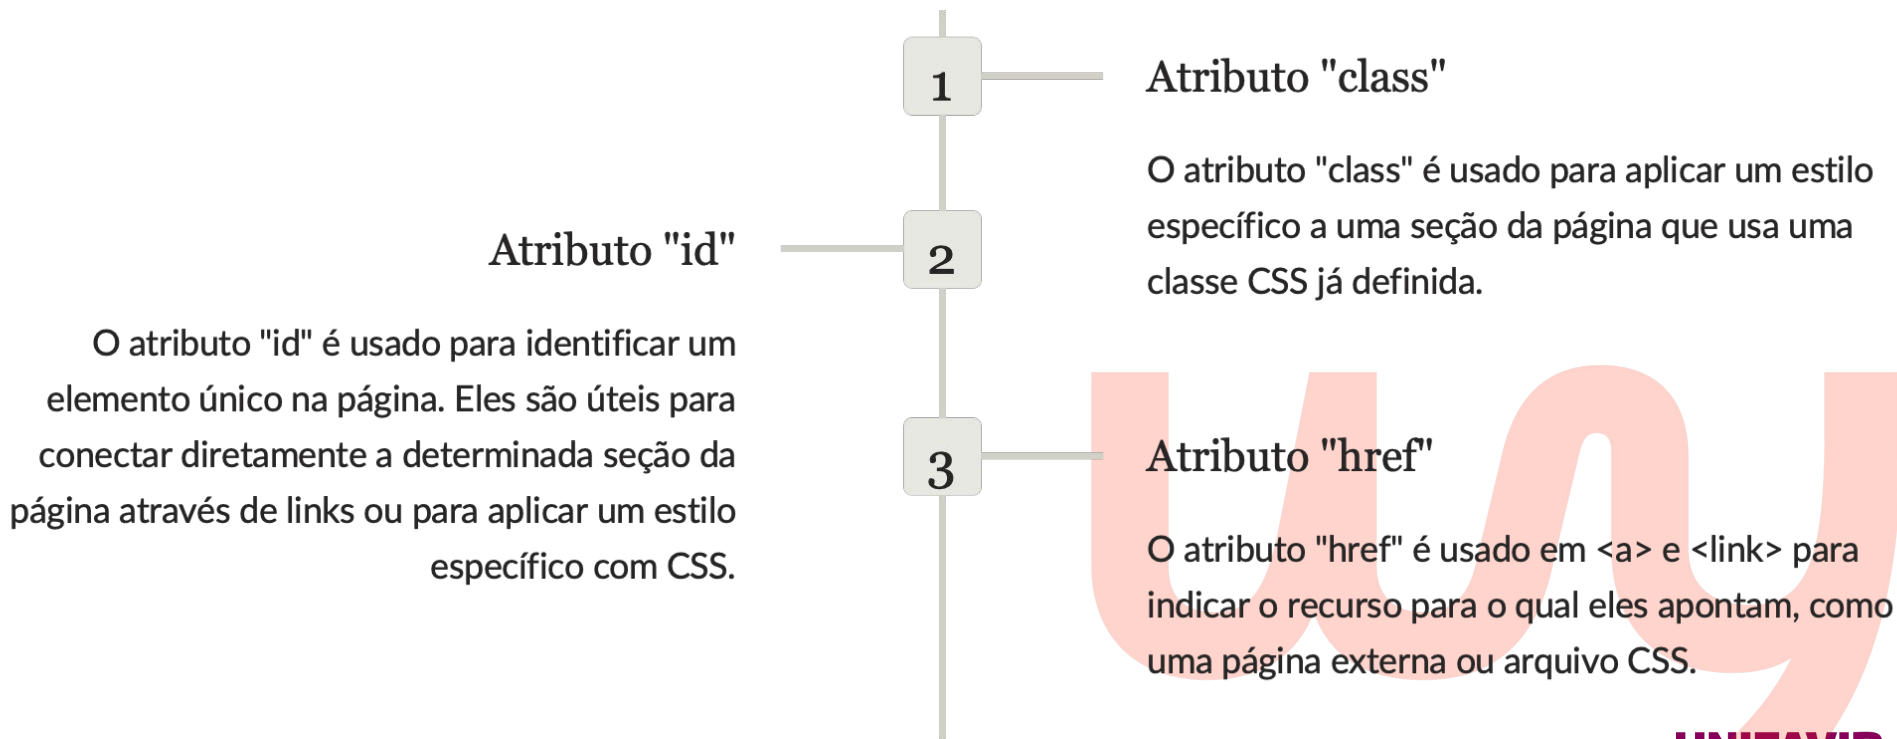 1
Atributo "class"
O atributo "class" é usado para aplicar um estilo
específico a uma seção da página que usa uma
classe CSS já definida.
2
Atributo "id"
O atributo "id" é usado para identificar um
elemento único na página. Eles são úteis para
conectar diretamente a determinada seção da
página através de links ou para aplicar um estilo
específico com CSS.
3
Atributo "href"
O atributo "href" é usado em <a> e <link> para
indicar o recurso para o qual eles apontam, como
uma página externa ou arquivo CSS.